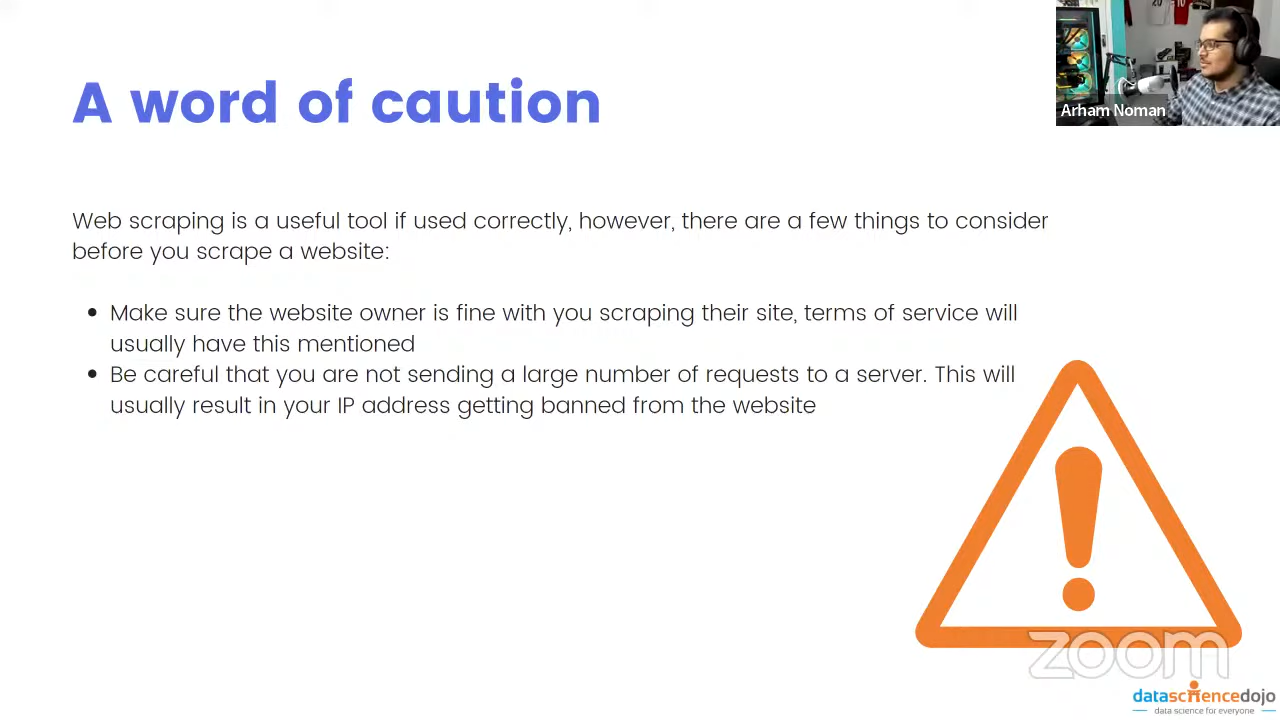 A word of caution
Arham Noman
Web scraping is a useful tool if used correctly, however, there are a few things to consider
before you scrape a website:
• Make sure the website owner is fine with you scraping their site, terms of service will
usually have this mentioned
• Be careful that you are not sending a large number of requests to a server. This will
usually result in your IP address getting banned from the website
zoom
datasciencedojo
data science for everyone